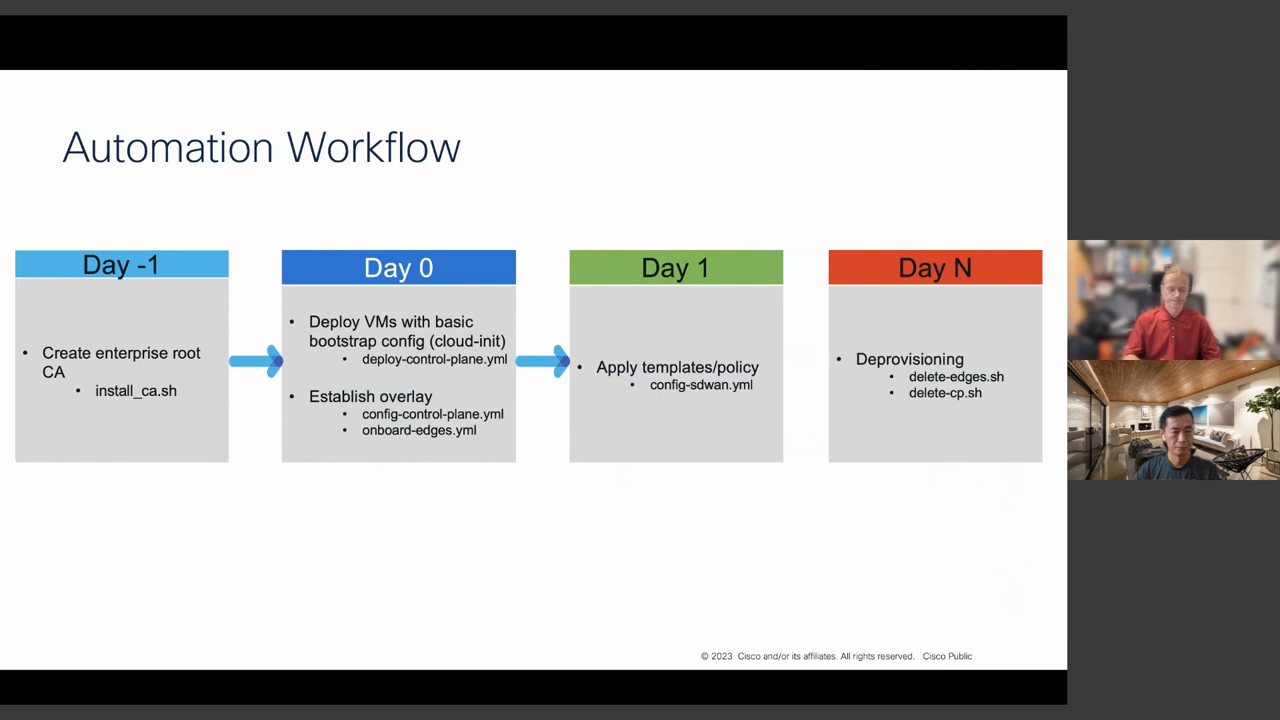 Automation Workflow
Day -1
• Create enterprise root
CA
• install_ca.sh
Day 0
• Deploy VMs with basic
bootstrap config (cloud-init)
• deploy-control-plane.yml
• Establish overlay
• config-control-plane.yml
• onboard-edges.yml
Day 1
• Apply templates/policy
• config-sdwan.yml
Day N
• Deprovisioning
• delete-edges.sh
• delete-cp.sh
© 2023 Cisco and/or its affiliates. All rights reserved. Cisco Public